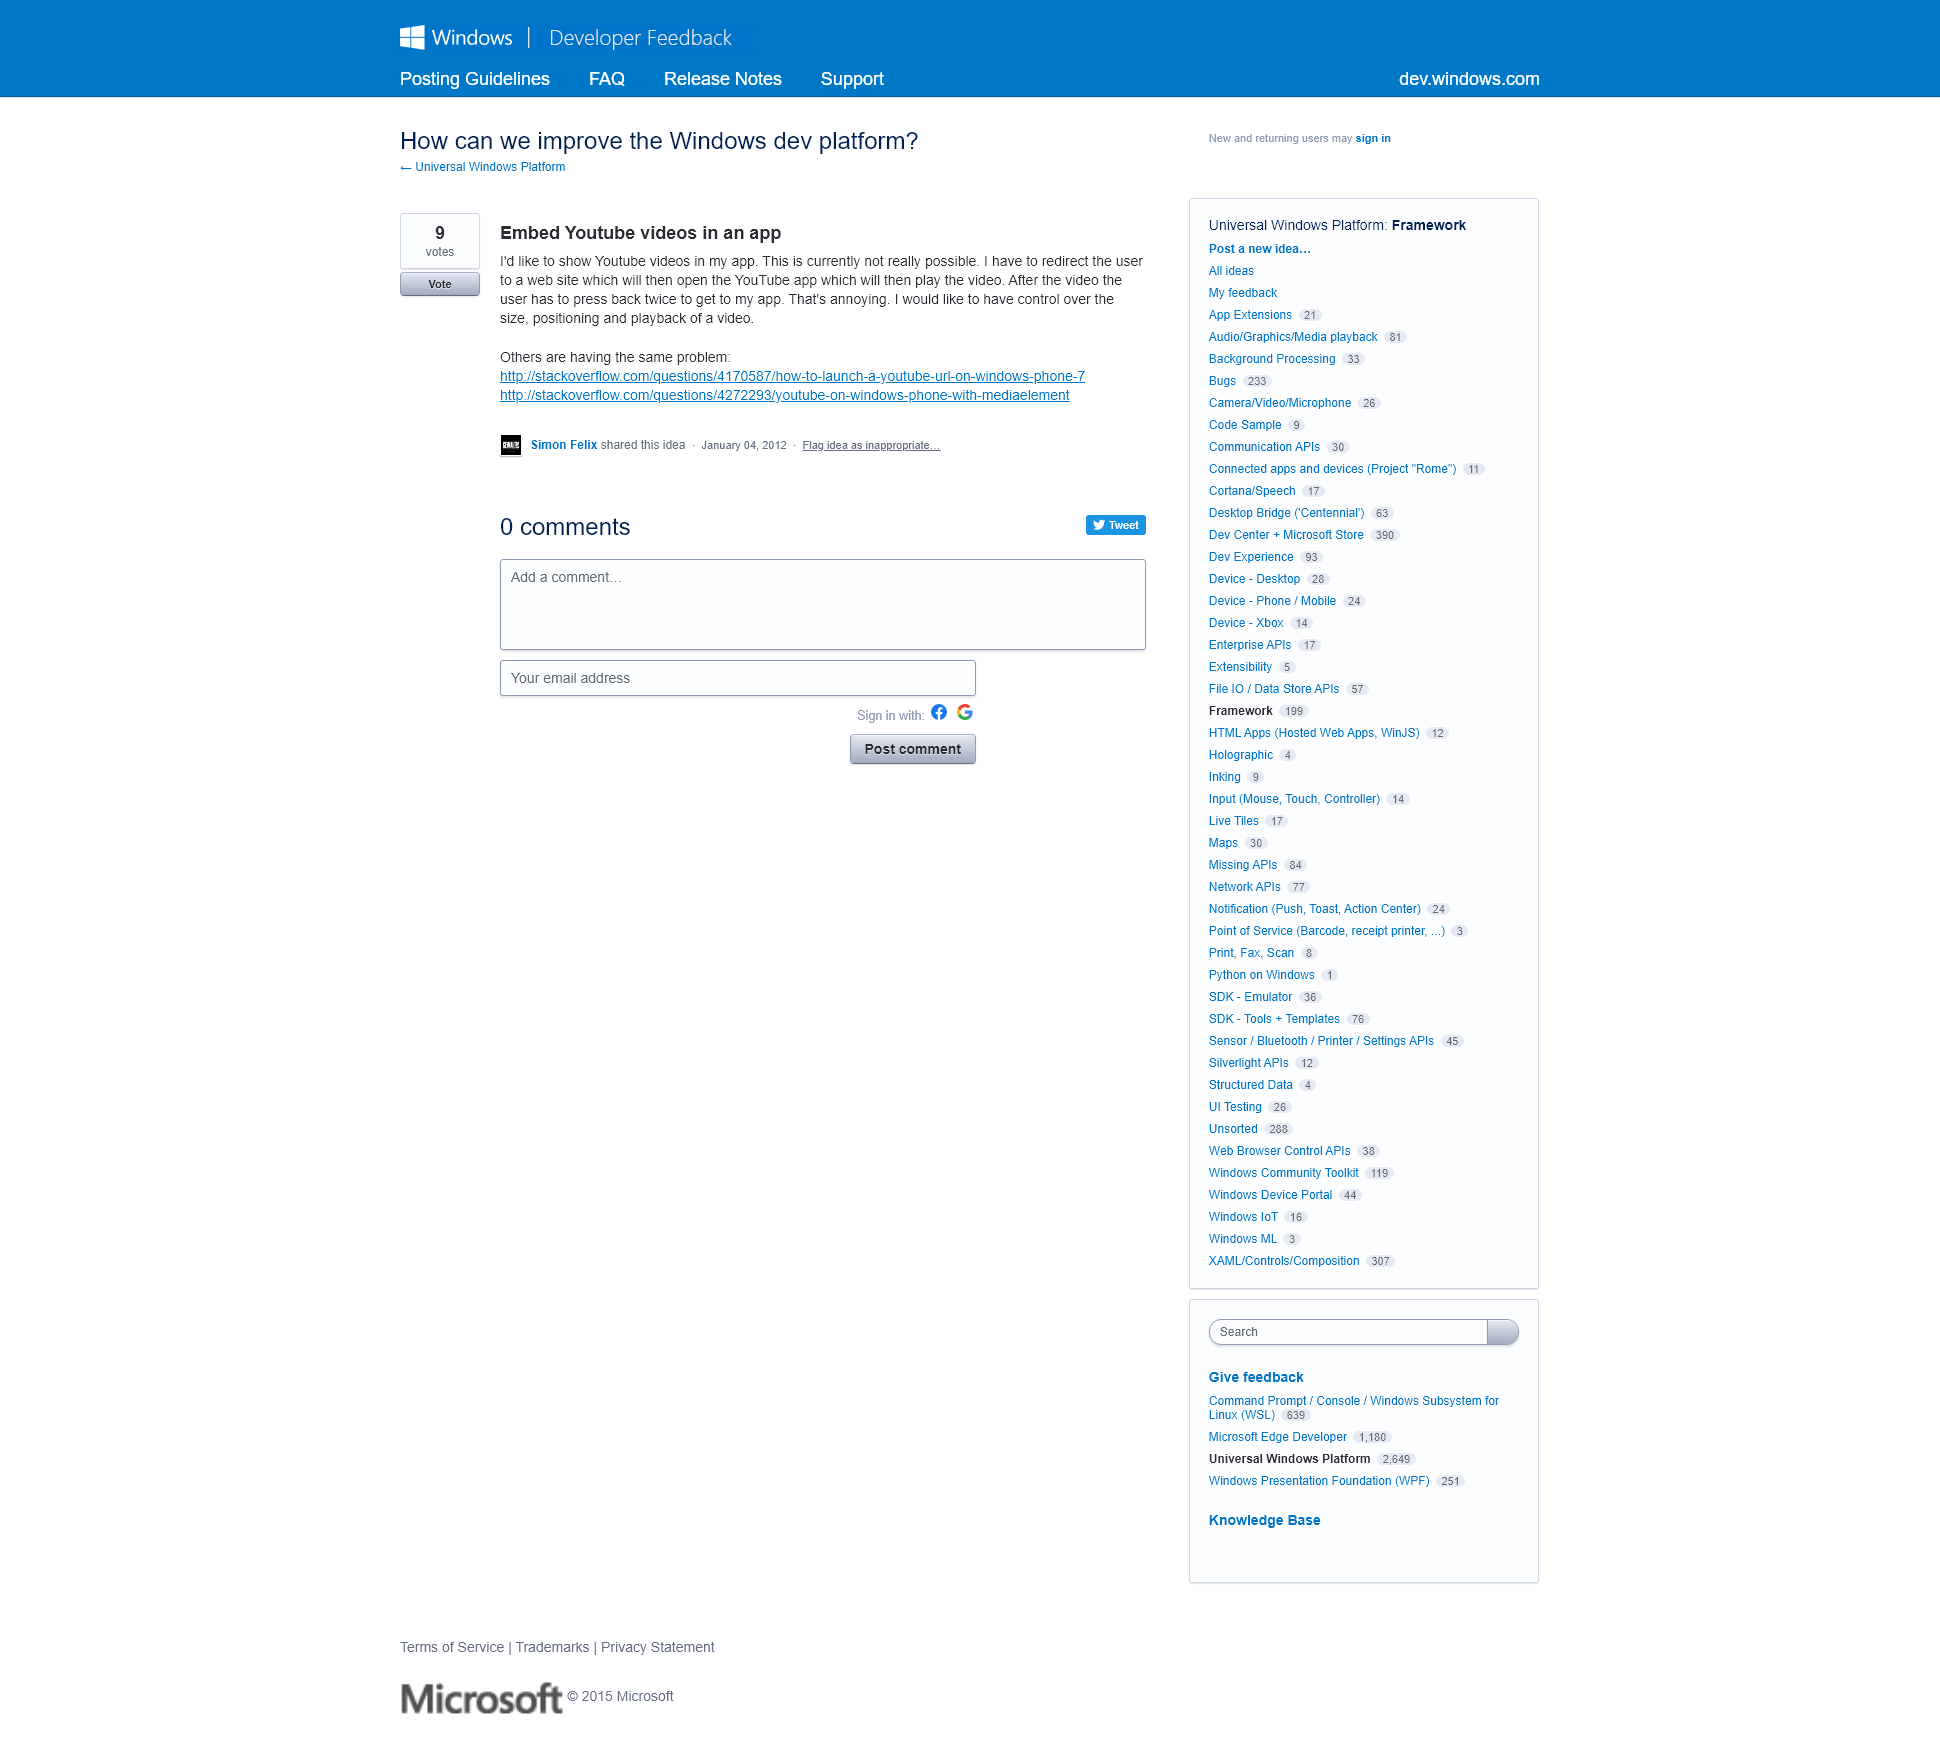 Windows | Developer Feedback
Posting Guidelines FAQ Release Notes Support dev.windows.com
How can we improve the Windows dev platform?
← Universal Windows Platform
New and returning users may sign in
9
votes
Vote
Embed Youtube videos in an app
I'd like to show Youtube videos in my app. This is currently not really possible. I have to redirect the user
to a web site which will then open the YouTube app which will then play the video. After the video the
user has to press back twice to get to my app. That's annoying. I would like to have control over the
size, positioning and playback of a video.
Others are having the same problem:
http://stackoverflow.com/questions/4170587/how-to-launch-a-youtube-url-on-windows-phone-7
http://stackoverflow.com/questions/4272293/youtube-on-windows-phone-with-mediaelement
Simon Felix shared this idea · January 04, 2012 · Flag idea as inappropriate…
0 comments
Tweet
Add a comment…
Your email address
Sign in with:
Post comment
Universal Windows Platform: Framework
Post a new idea…
All ideas
My feedback
App Extensions 21
Audio/Graphics/Media playback 81
Background Processing 33
Bugs 233
Camera/Video/Microphone 26
Code Sample 9
Communication APIs 30
Connected apps and devices (Project "Rome") 11
Cortana/Speech 17
Desktop Bridge ('Centennial') 63
Dev Center + Microsoft Store 390
Dev Experience 93
Device - Desktop 28
Device - Phone / Mobile 24
Device - Xbox 14
Enterprise APIs 17
Extensibility 5
File IO / Data Store APIs 57
Framework 199
HTML Apps (Hosted Web Apps, WinJS) 12
Holographic 4
Inking 9
Input (Mouse, Touch, Controller) 14
Live Tiles 17
Maps 30
Missing APIs 84
Network APIs 77
Notification (Push, Toast, Action Center) 24
Point of Service (Barcode, receipt printer, ...) 3
Print, Fax, Scan 8
Python on Windows 1
SDK - Emulator 36
SDK - Tools + Templates 76
Sensor / Bluetooth / Printer / Settings APIs 45
Silverlight APIs 12
Structured Data 4
UI Testing 26
Unsorted 288
Web Browser Control APIs 38
Windows Community Toolkit 119
Windows Device Portal 44
Windows IoT 16
Windows ML 3
XAML/Controls/Composition 307
Search
Give feedback
Command Prompt / Console / Windows Subsystem for
Linux (WSL) 639
Microsoft Edge Developer 1,180
Universal Windows Platform 2,649
Windows Presentation Foundation (WPF) 251
Knowledge Base
Terms of Service | Trademarks | Privacy Statement
Microsoft © 2015 Microsoft